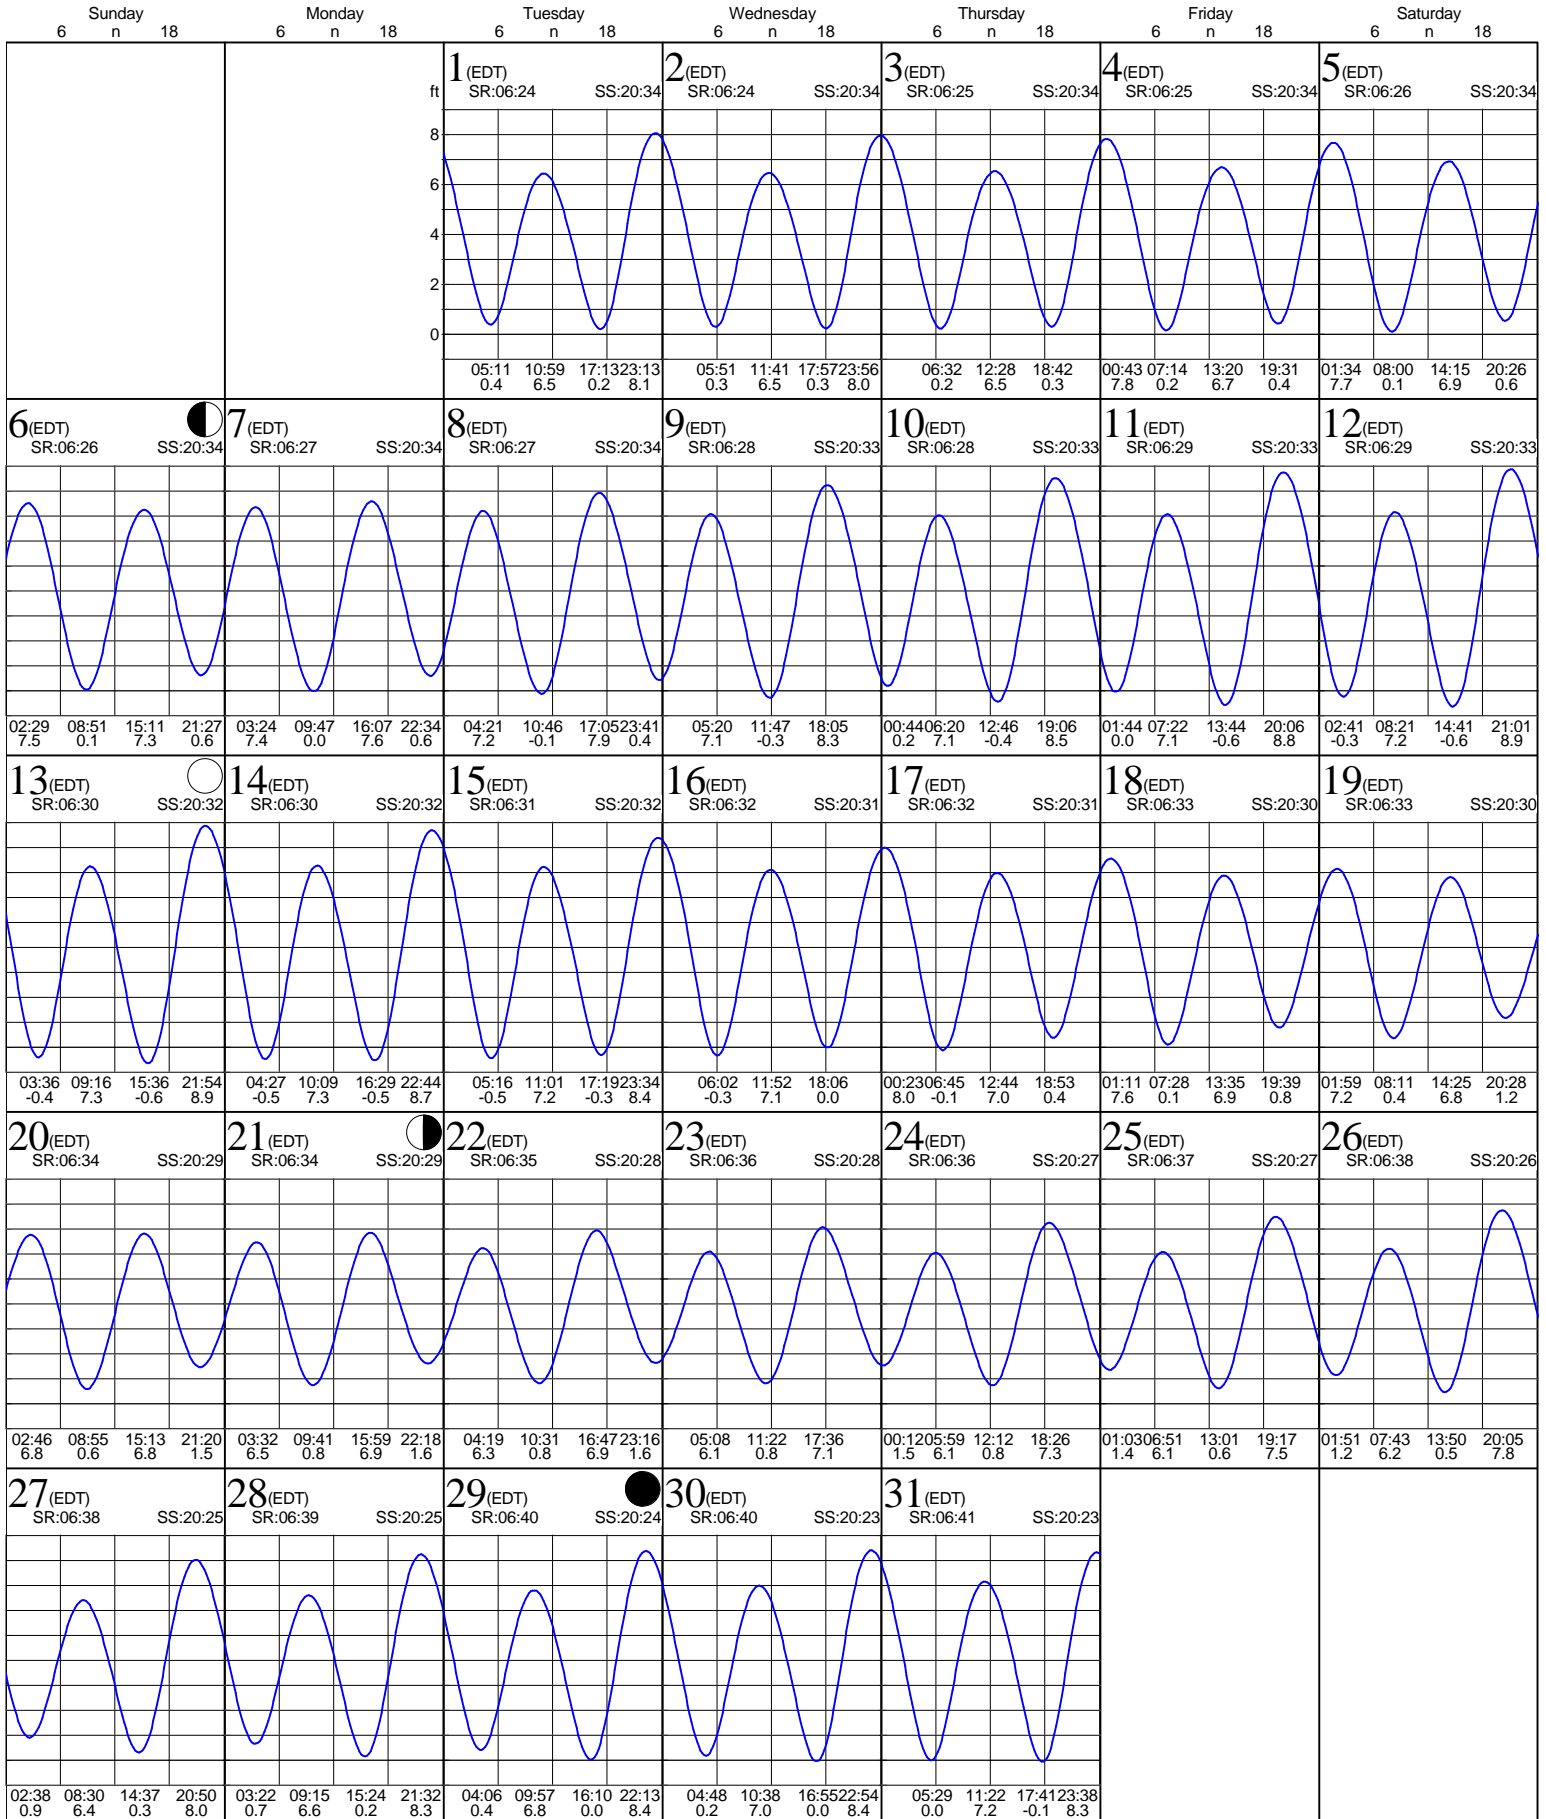 Sunday Monday Tuesday Wednesday Thursday Friday Saturday
6 n 18 6 n 18 6 n 18 6 n 18 6 n 18 6 n 18 6 n 18
1(EDT) 2(EDT) 3(EDT) 4(EDT) 5(EDT)
ft SR:06:24 SS:20:34 SR:06:24 SS:20:34 SR:06:25 SS:20:34 SR:06:25 SS:20:34 SR:06:26 SS:20:34
8
6
4
2
0
05:11 10:59 17:13 23:13 05:51 11:41 17:57 23:56 06:32 12:28 18:42 00:43 07:14 13:20 19:31 01:34 08:00 14:15 20:26
0.4 6.5 0.2 8.1 0.3 6.5 0.3 8.0 0.2 6.5 0.3 7.8 0.2 6.7 0.4 7.7 0.1 6.9 0.6
6(EDT) 7(EDT) 8(EDT) 9(EDT) 10(EDT) 11(EDT) 12(EDT)
SR:06:26 SS:20:34 SR:06:27 SS:20:34 SR:06:27 SS:20:34 SR:06:28 SS:20:33 SR:06:28 SS:20:33 SR:06:29 SS:20:33 SR:06:29 SS:20:33
02:29 08:51 15:11 21:27 03:24 09:47 16:07 22:34 04:21 10:46 17:05 23:41 05:20 11:47 18:05 00:44 06:20 12:46 19:06 01:44 07:22 13:44 20:06 02:41 08:21 14:41 21:01
7.5 0.1 7.3 0.6 7.4 0.0 7.6 0.6 7.2 -0.1 7.9 0.4 7.1 -0.3 8.3 0.2 7.1 -0.4 8.5 0.0 7.1 -0.6 8.8 -0.3 7.2 -0.6 8.9
13(EDT) 14(EDT) 15(EDT) 16(EDT) 17(EDT) 18(EDT) 19(EDT)
SR:06:30 SS:20:32 SR:06:30 SS:20:32 SR:06:31 SS:20:32 SR:06:32 SS:20:31 SR:06:32 SS:20:31 SR:06:33 SS:20:30 SR:06:33 SS:20:30
03:36 09:16 15:36 21:54 04:27 10:09 16:29 22:44 05:16 11:01 17:19 23:34 06:02 11:52 18:06 00:23 06:45 12:44 18:53 01:11 07:28 13:35 19:39 01:59 08:11 14:25 20:28
-0.4 7.3 -0.6 8.9 -0.5 7.3 -0.5 8.7 -0.5 7.2 -0.3 8.4 -0.3 7.1 0.0 8.0 -0.1 7.0 0.4 7.6 0.1 6.9 0.8 7.2 0.4 6.8 1.2
20(EDT) 21(EDT) 22(EDT) 23(EDT) 24(EDT) 25(EDT) 26(EDT)
SR:06:34 SS:20:29 SR:06:34 SS:20:29 SR:06:35 SS:20:28 SR:06:36 SS:20:28 SR:06:36 SS:20:27 SR:06:37 SS:20:27 SR:06:38 SS:20:26
02:46 08:55 15:13 21:20 03:32 09:41 15:59 22:18 04:19 10:31 16:47 23:16 05:08 11:22 17:36 00:12 05:59 12:12 18:26 01:03 06:51 13:01 19:17 01:51 07:43 13:50 20:05
6.8 0.6 6.8 1.5 6.5 0.8 6.9 1.6 6.3 0.8 6.9 1.6 6.1 0.8 7.1 1.5 6.1 0.8 7.3 1.4 6.1 0.6 7.5 1.2 6.2 0.5 7.8
27(EDT) 28(EDT) 29(EDT) 30(EDT) 31(EDT)
SR:06:38 SS:20:25 SR:06:39 SS:20:25 SR:06:40 SS:20:24 SR:06:40 SS:20:23 SR:06:41 SS:20:23
02:38 08:30 14:37 20:50 03:22 09:15 15:24 21:32 04:06 09:57 16:10 22:13 04:48 10:38 16:55 22:54 05:29 11:22 17:41 23:38
0.9 6.4 0.3 8.0 0.7 6.6 0.2 8.3 0.4 6.8 0.0 8.4 0.2 7.0 0.0 8.4 0.0 7.2 -0.1 8.3